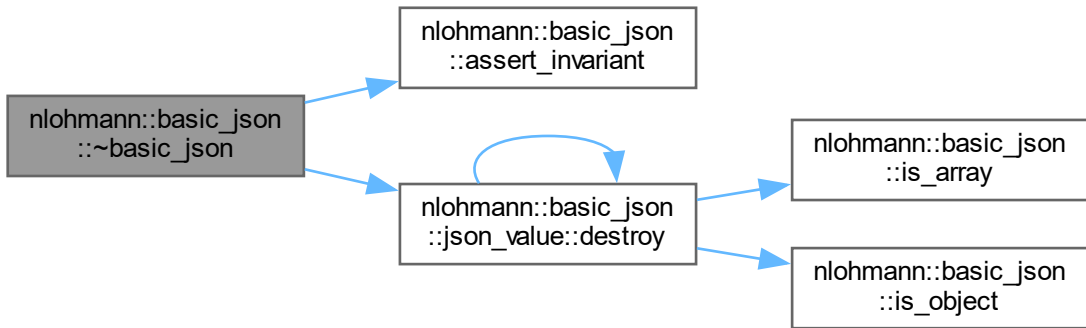 nlohmann::basic_json
::~basic_json
nlohmann::basic_json
::assert_invariant
nlohmann::basic_json
::json_value::destroy
nlohmann::basic_json
::is_array
nlohmann::basic_json
::is_object